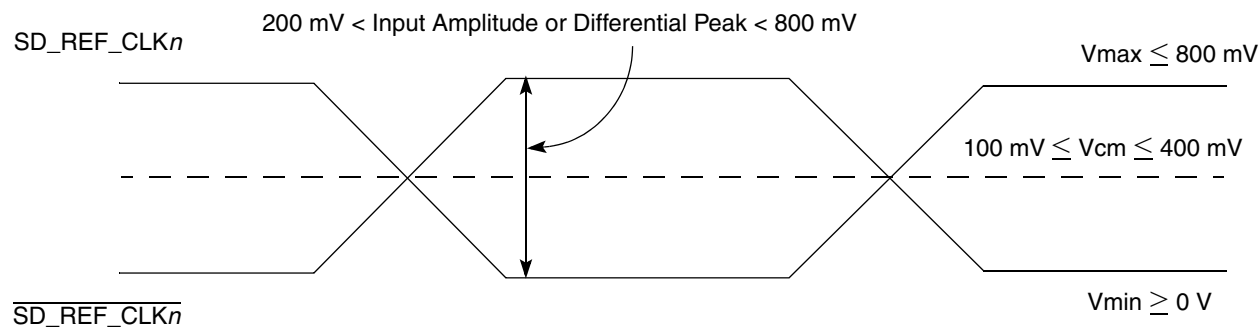 200 mV < Input Amplitude or Differential Peak < 800 mV
SD_REF_CLKn
Vmax ≤ 800 mV
100 mV ≤ Vcm ≤ 400 mV
SD_REF_CLKn
Vmin ≥ 0 V